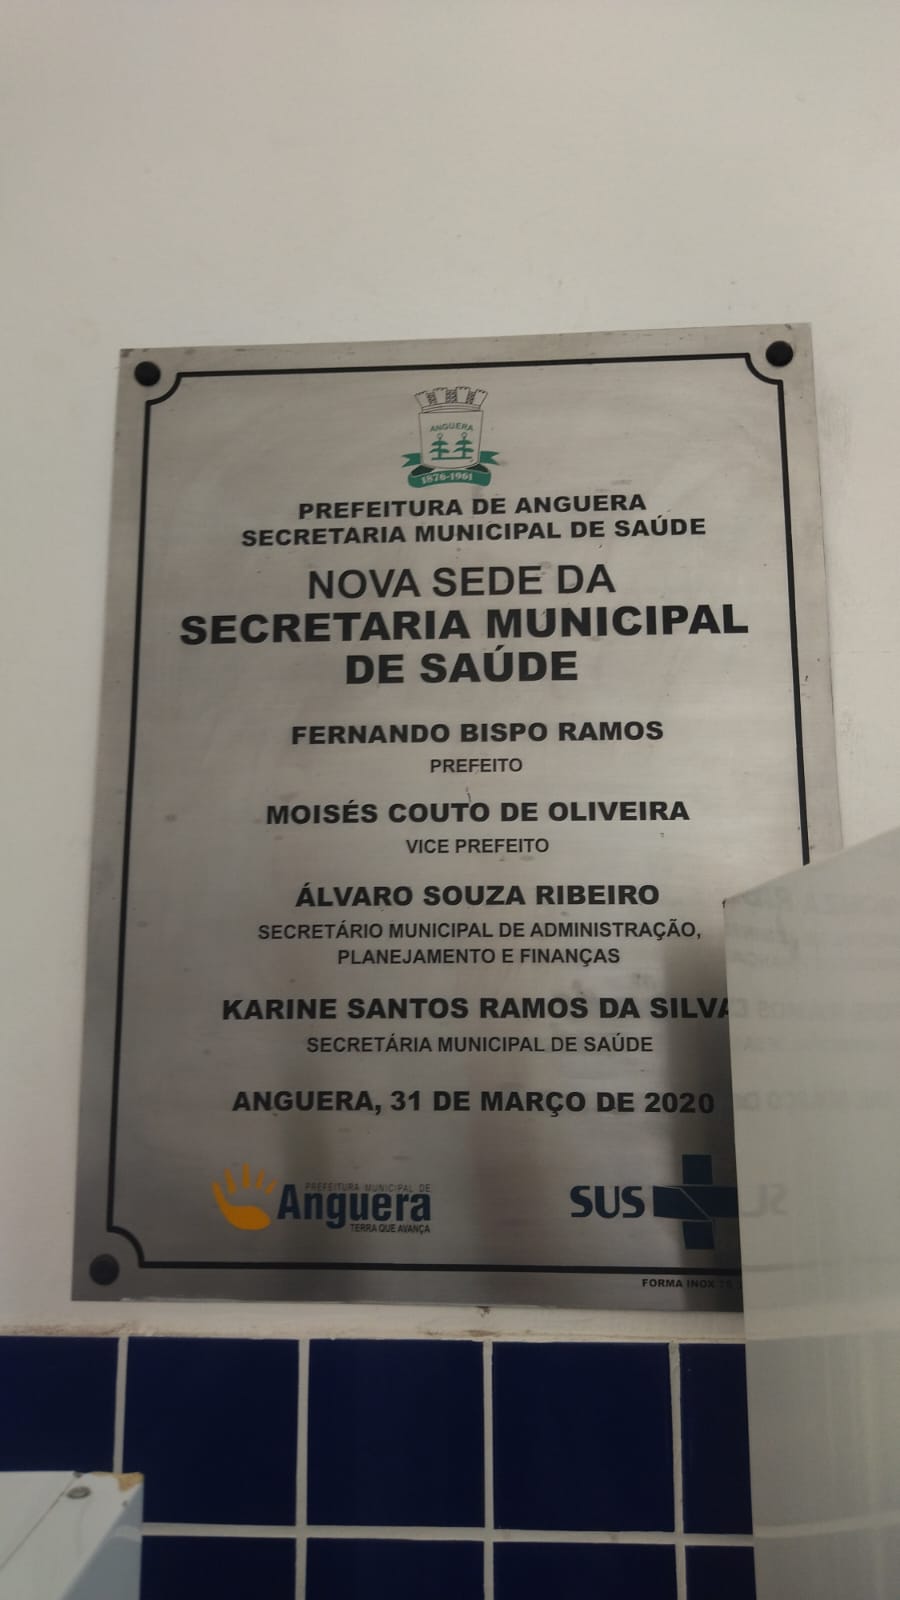 ANGUERA
1876-1961
PREFEITURA DE ANGUERA
SECRETARIA MUNICIPAL DE SAÚDE
NOVA SEDE DA
SECRETARIA MUNICIPAL
DE SAÚDE
FERNANDO BISPO RAMOS
PREFEITO
MOISÉS COUTO DE OLIVEIRA
VICE PREFEITO
ÁLVARO SOUZA RIBEIRO
SECRETÁRIO MUNICIPAL DE ADMINISTRAÇÃO,
PLANEJAMENTO E FINANÇAS
KARINE SANTOS RAMOS DA SILVA
SECRETÁRIA MUNICIPAL DE SAÚDE
ANGUERA, 31 DE MARÇO DE 2020
PREFEITURA MUNICIPAL DE
Anguera
TERRA QUE AVANÇA
SUS
FORMA INOX